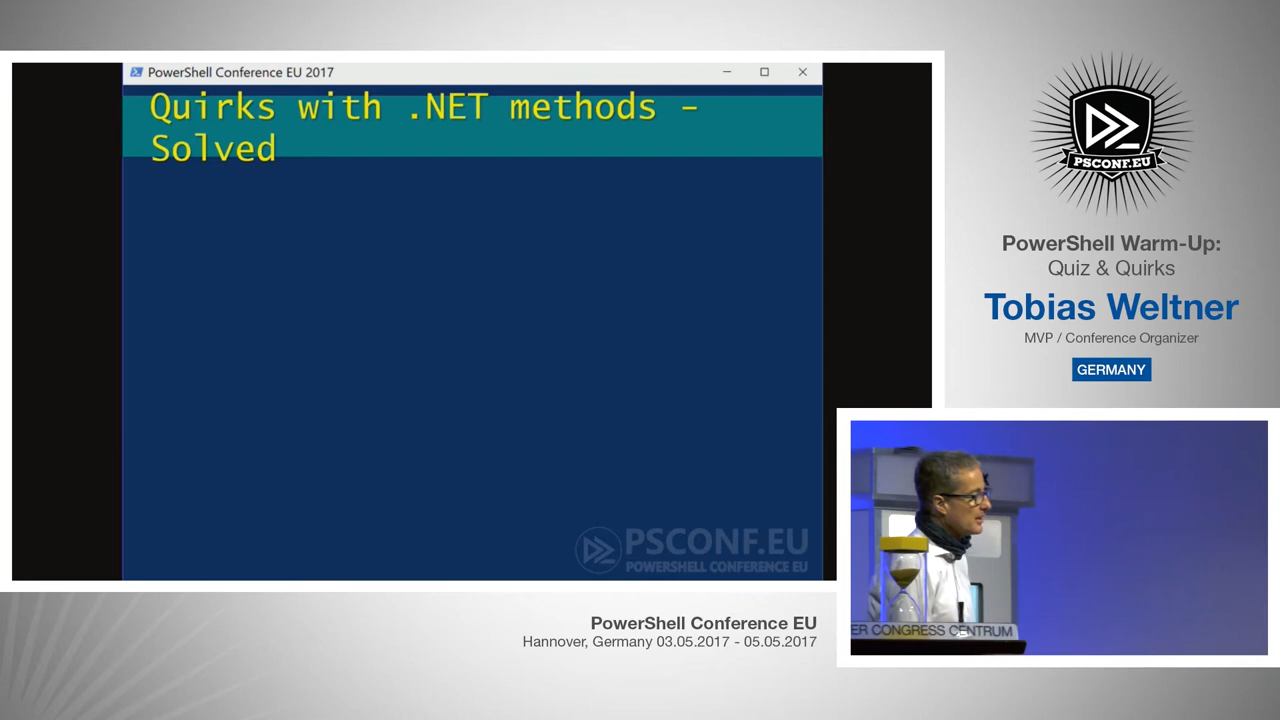 PowerShell Conference EU 2017
Quirks with .NET methods -
Solved
PSCONF.EU
POWERSHELL CONFERENCE EU
PSCONF.EU
PowerShell Warm-Up:
Quiz & Quirks
Tobias Weltner
MVP / Conference Organizer
GERMANY
ER CONGRESS CENTRUM
PowerShell Conference EU
Hannover, Germany 03.05.2017 - 05.05.2017